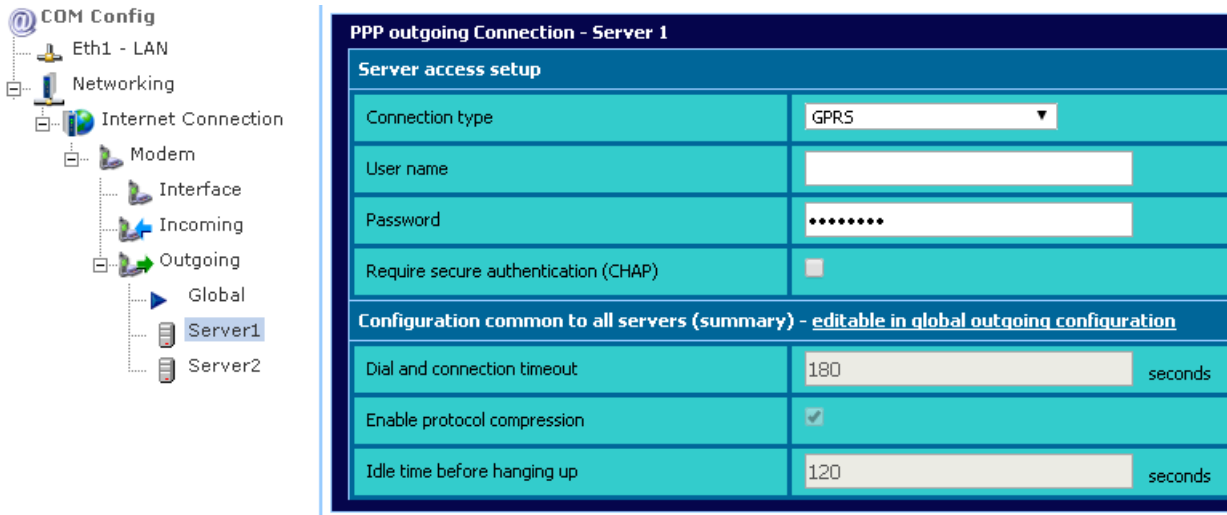 COM Config
Eth1 - LAN
Networking
Internet Connection
Modem
Interface
Incoming
Outgoing
Global
Server1
Server2
PPP outgoing Connection - Server 1
Server access setup
Connection type GPRS
User name
Password ••••••••
Require secure authentication (CHAP)
Configuration common to all servers (summary) - editable in global outgoing configuration
Dial and connection timeout 180 seconds
Enable protocol compression
Idle time before hanging up 120 seconds